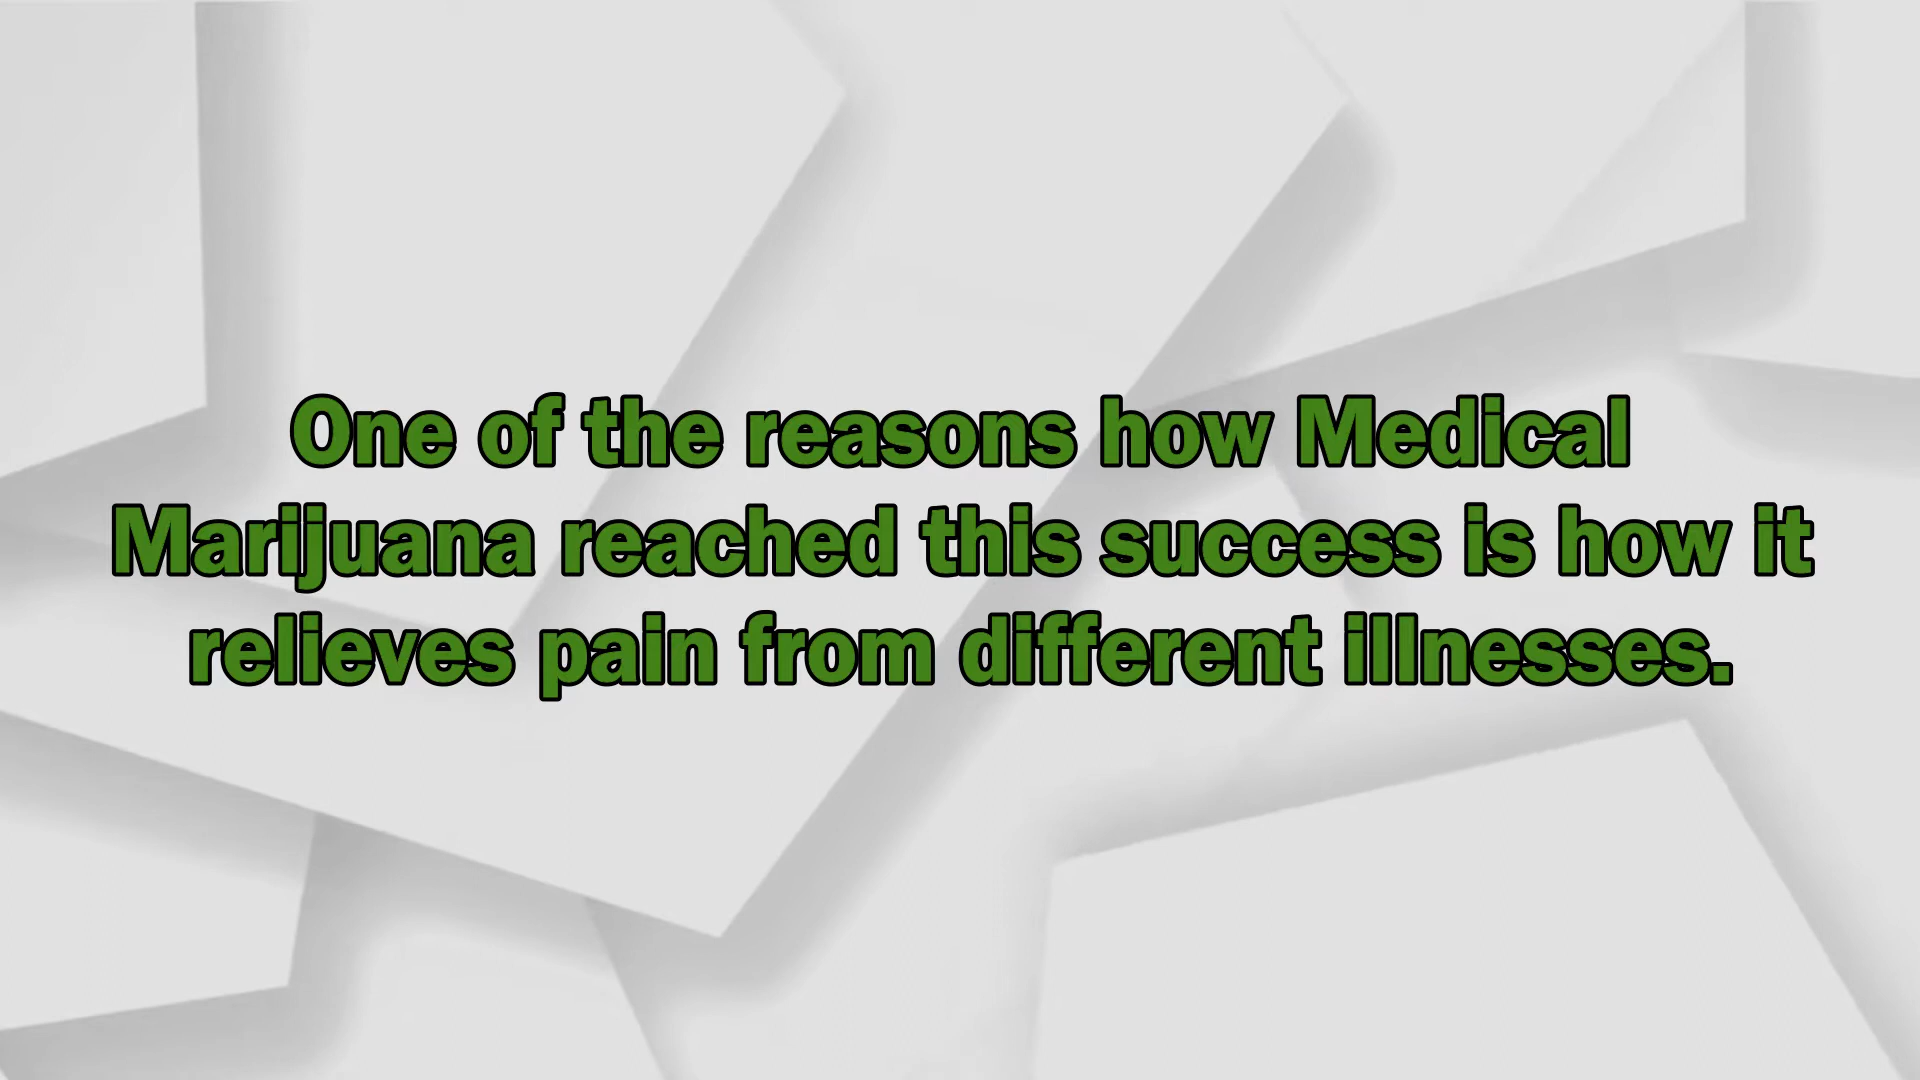 One of the reasons how Medical
Marijuana reached this success is how it
relieves pain from different illnesses.